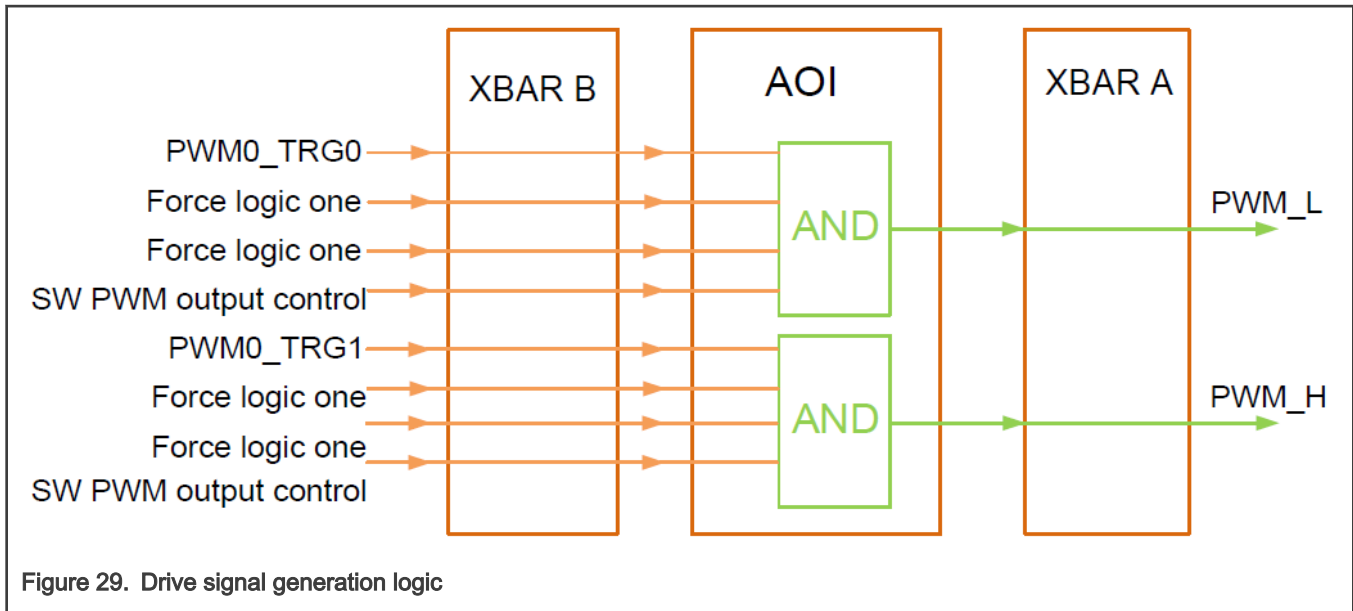 XBAR B
AOI
XBAR A
PWM0_TRG0
Force logic one
Force logic one
SW PWM output control
AND
PWM_L
PWM0_TRG1
Force logic one
Force logic one
SW PWM output control
AND
PWM_H
Figure 29. Drive signal generation logic